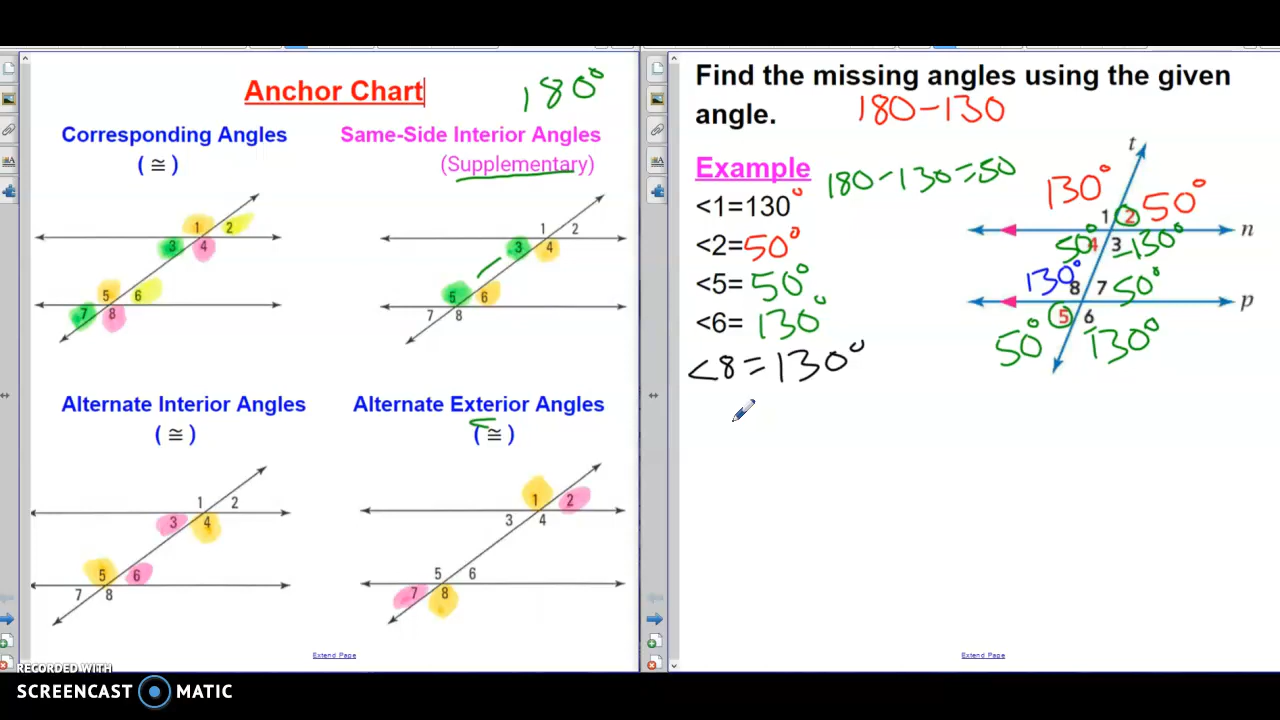 Anchor Chart
180°
Corresponding Angles
( ≅ )
1 2
3 4
5 6
7 8
Same-Side Interior Angles
(Supplementary)
1 2
3 4
5 6
7 8
Alternate Interior Angles
( ≅ )
1 2
3 4
5 6
7 8
Alternate Exterior Angles
( ≅ )
1 2
3 4
5 6
7 8
Extend Page
Find the missing angles using the given
angle.
180-130
Example
180-130=50
<1=130°
<2=50°
<5=50°
<6=130°
<8=130°
t
130° 1 2 50°
n
50° 4 3 130°
130° 8 7 50°
p
50° 5 6 130°
Extend Page
RECORDED WITH
SCREENCAST MATIC